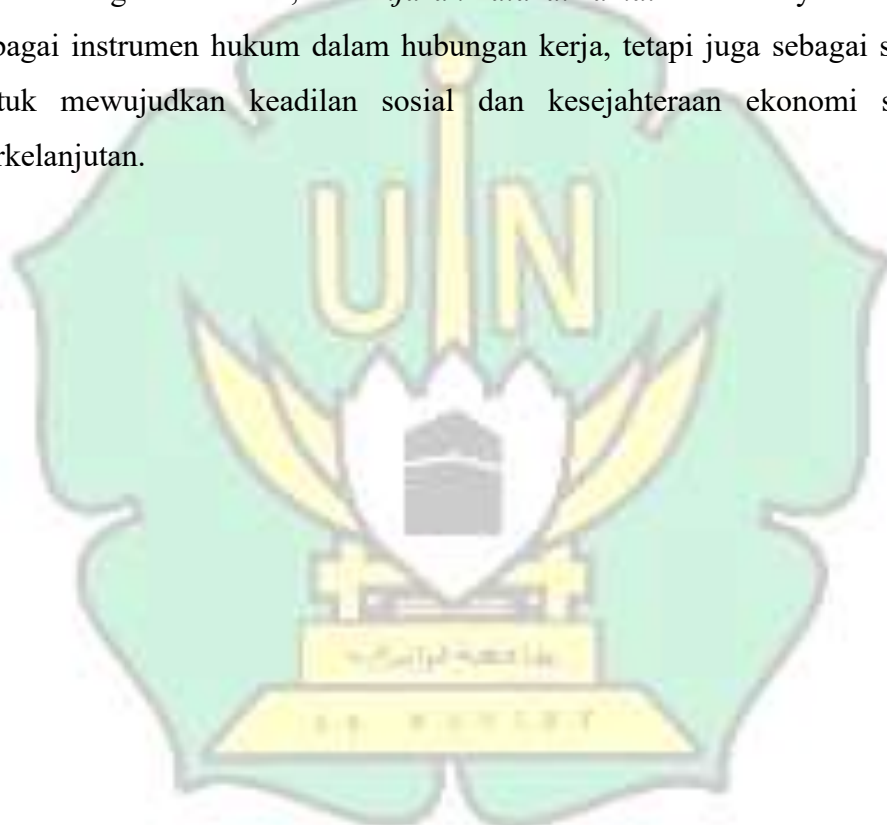 bagai instrumen hukum dalam hubungan kerja, tetapi juga sebagai s
tuk mewujudkan keadilan sosial dan kesejahteraan ekonomi s
rkelanjutan.
UIN